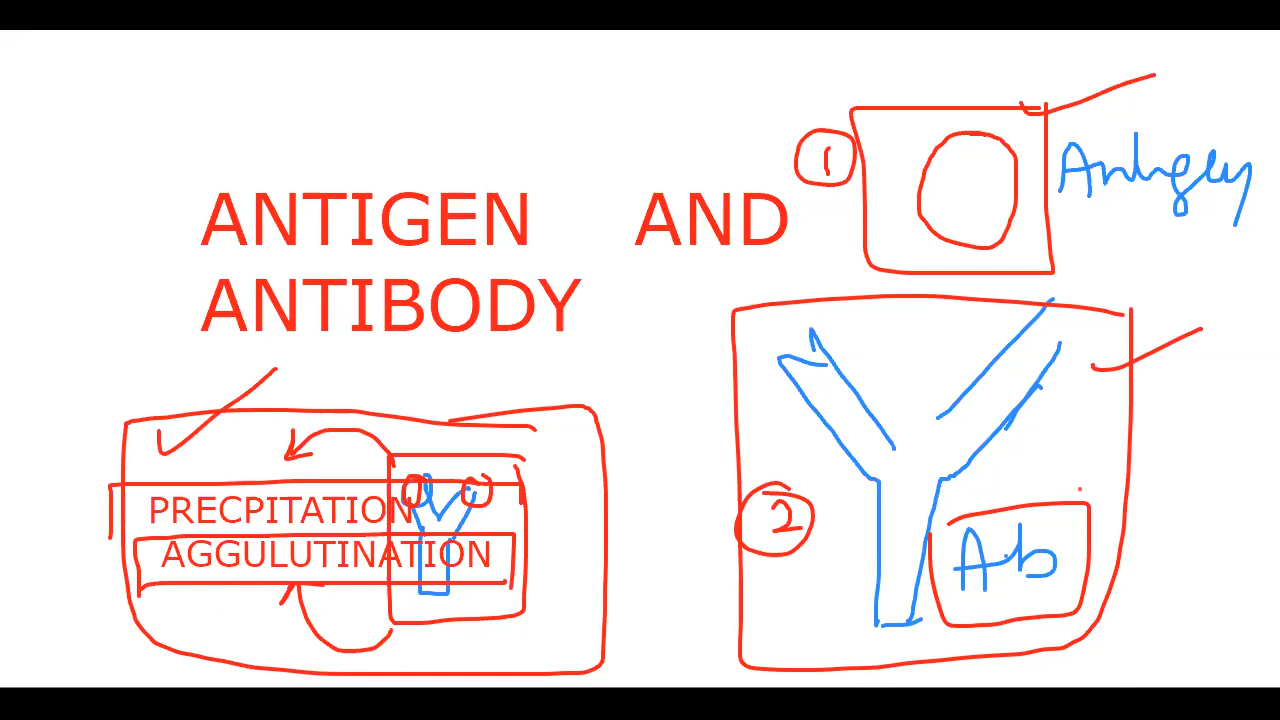 ANTIGEN AND
ANTIBODY
1
Antigen
2
Ab
PRECPITATION
AGGULUTINATION